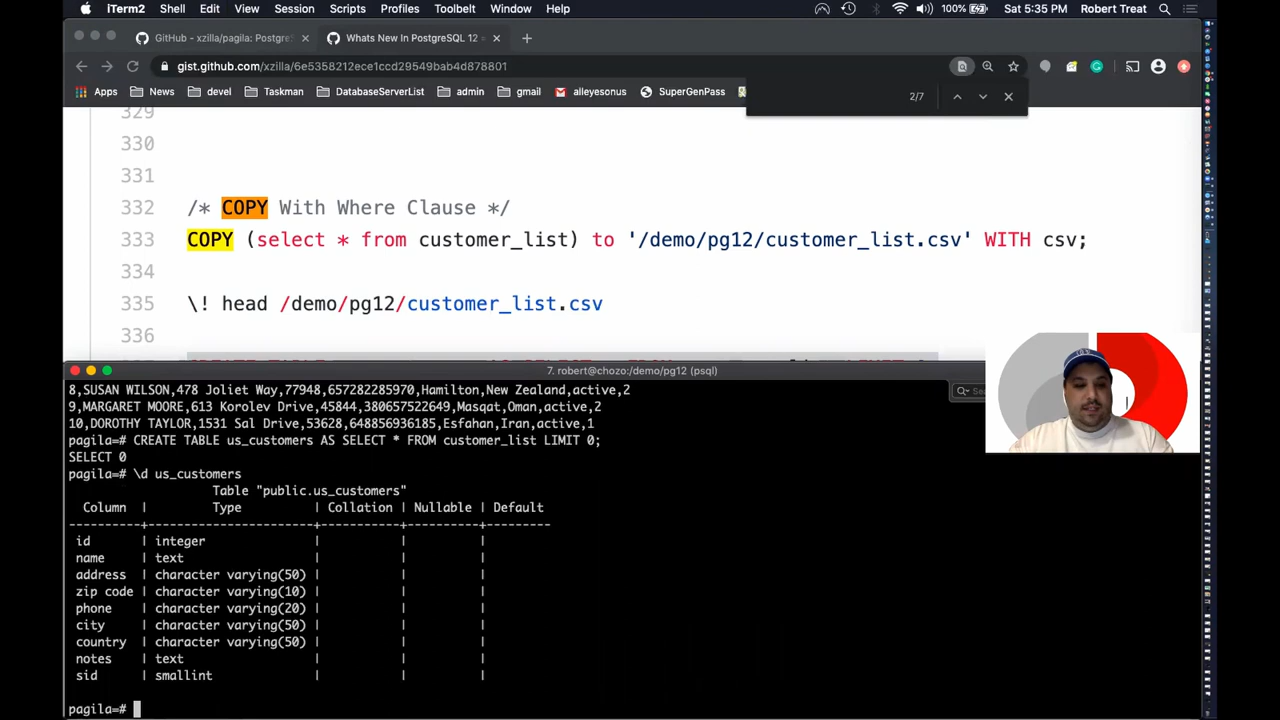 iTerm2 Shell Edit View Session Scripts Profiles Toolbelt Window Help 100% Sat 5:35 PM Robert Treat
GitHub - xzilla/pagila: Postgre × Whats New In PostgreSQL 12 × +
gist.github.com/xzilla/6e5358212ece1ccd29549bab4d878801
Apps News devel Taskman DatabaseServerList admin gmail alleyesonus SuperGenPass
2/7
329
330
331
332 /* COPY With Where Clause */
333 COPY (select * from customer_list) to '/demo/pg12/customer_list.csv' WITH csv;
334
335 \! head /demo/pg12/customer_list.csv
336
7. robert@chozo:/demo/pg12 (psql)
8,SUSAN WILSON,478 Joliet Way,77948,657282285970,Hamilton,New Zealand,active,2
9,MARGARET MOORE,613 Korolev Drive,45844,380657522649,Masqat,Oman,active,2
10,DOROTHY TAYLOR,1531 Sal Drive,53628,648856936185,Esfahan,Iran,active,1
pagila=# CREATE TABLE us_customers AS SELECT * FROM customer_list LIMIT 0;
SELECT 0
pagila=# \d us_customers
Table "public.us_customers"
Column | Type | Collation | Nullable | Default
----------+-----------------------+-----------+----------+---------
id | integer | | |
name | text | | |
address | character varying(50) | | |
zip code | character varying(10) | | |
phone | character varying(20) | | |
city | character varying(50) | | |
country | character varying(50) | | |
notes | text | | |
sid | smallint | | |
pagila=#